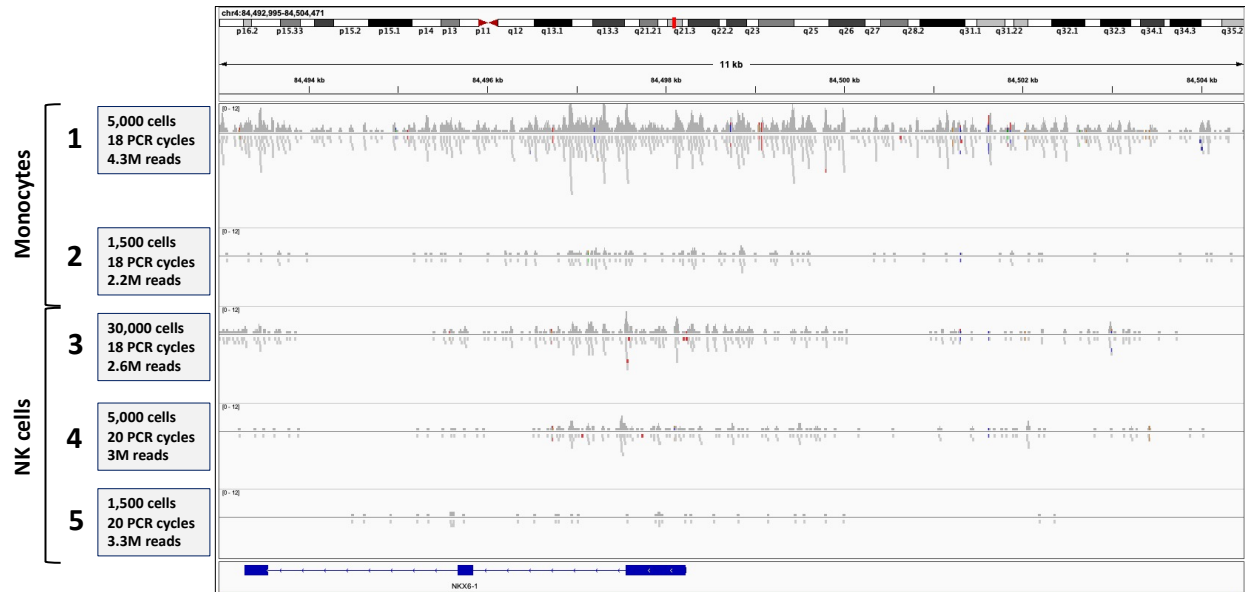 chr4:84,492,995-84,504,471
p16.2 p15.33 p15.2 p15.1 p14 p13 p11 q12 q13.1 q13.3 q21.21 q21.3 q22.2 q23 q25 q26 q27 q28.2 q31.1 q31.22 q32.1 q32.3 q34.1 q34.3 q35.2
11 kb
84,494 kb 84,496 kb 84,498 kb 84,500 kb 84,502 kb 84,504 kb
Monocytes
1
5,000 cells
18 PCR cycles
4.3M reads
[0 - 12]
2
1,500 cells
18 PCR cycles
2.2M reads
[0 - 12]
NK cells
3
30,000 cells
18 PCR cycles
2.6M reads
[0 - 12]
4
5,000 cells
20 PCR cycles
3M reads
[0 - 12]
5
1,500 cells
20 PCR cycles
3.3M reads
[0 - 12]
NKX6-1